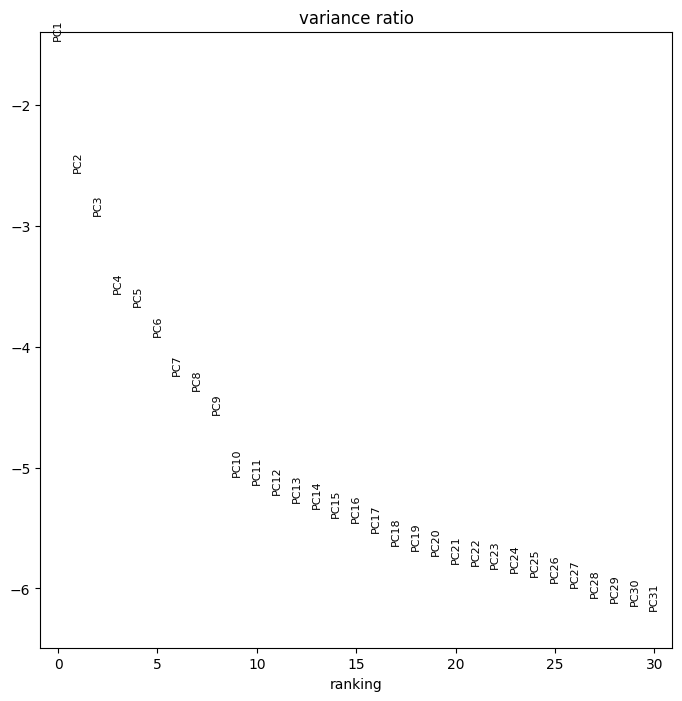 variance ratio
PC1
PC2
PC3
PC4
PC5
PC6
PC7
PC8
PC9
PC10
PC11
PC12
PC13
PC14
PC15
PC16
PC17
PC18
PC19
PC20
PC21
PC22
PC23
PC24
PC25
PC26
PC27
PC28
PC29
PC30
PC31
−2
−3
−4
−5
−6
0 5 10 15 20 25 30
ranking